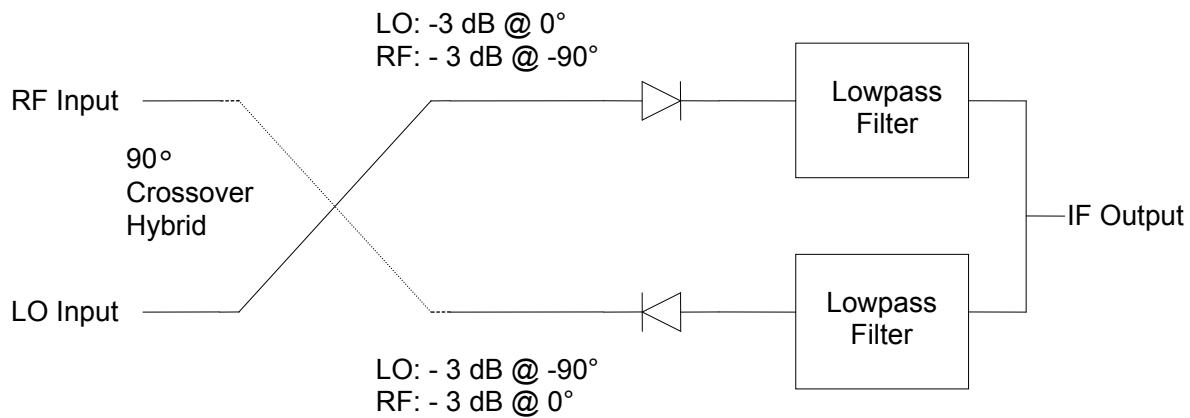 LO: -3 dB @ 0°
RF: - 3 dB @ -90°
RF Input
90°
Crossover
Hybrid
LO Input
Lowpass
Filter
IF Output
Lowpass
Filter
LO: - 3 dB @ -90°
RF: - 3 dB @ 0°